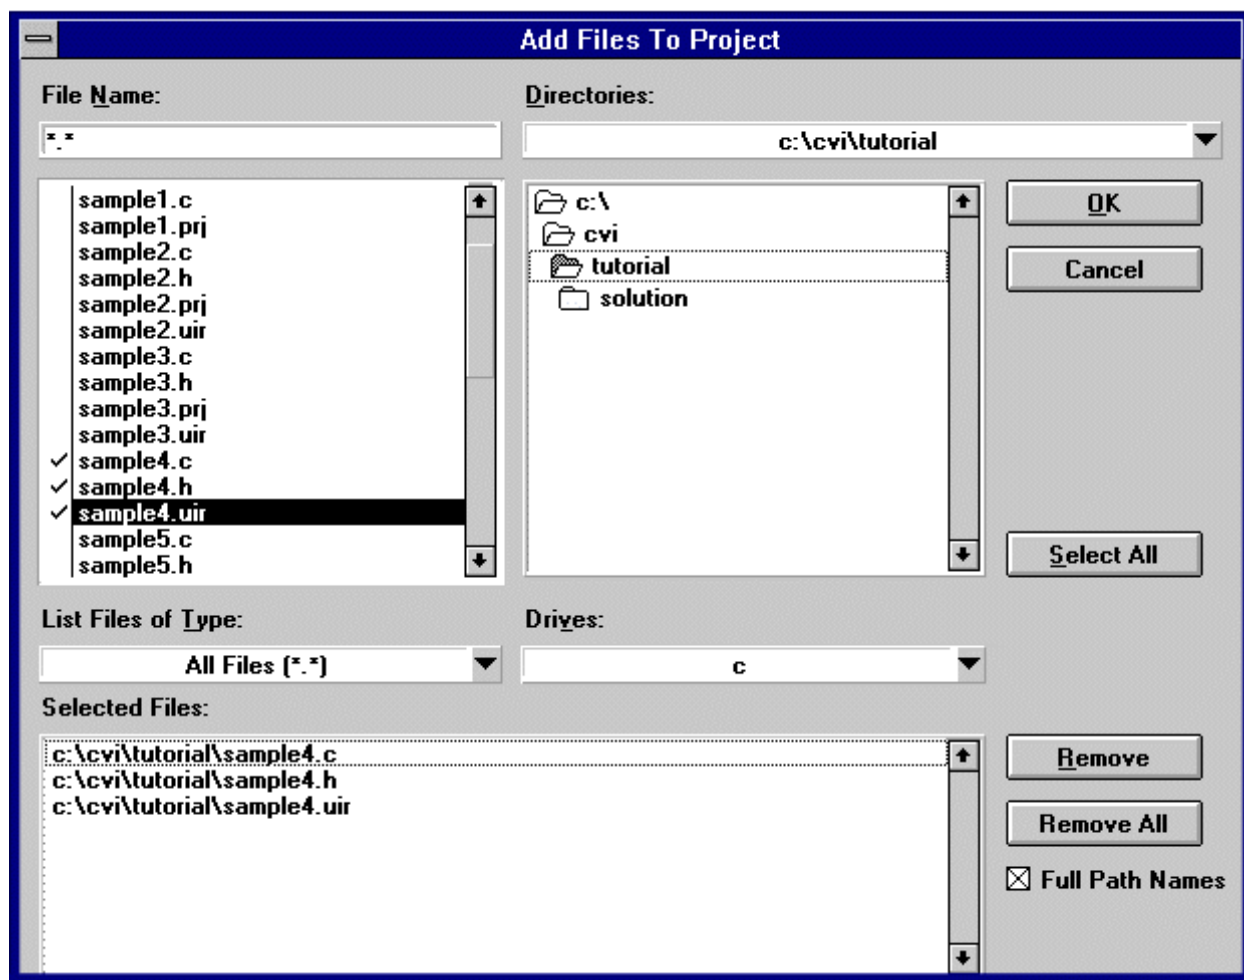 Add Files To Project
File Name:
Directories:
*.*
c:\cvi\tutorial
sample1.c
sample1.prj
sample2.c
sample2.h
sample2.prj
sample2.uir
sample3.c
sample3.h
sample3.prj
sample3.uir
sample4.c
sample4.h
sample4.uir
sample5.c
sample5.h
c:\
cvi
tutorial
solution
OK
Cancel
Select All
List Files of Type:
Drives:
All Files (*.*)
c
Selected Files:
c:\cvi\tutorial\sample4.c
c:\cvi\tutorial\sample4.h
c:\cvi\tutorial\sample4.uir
Remove
Remove All
Full Path Names